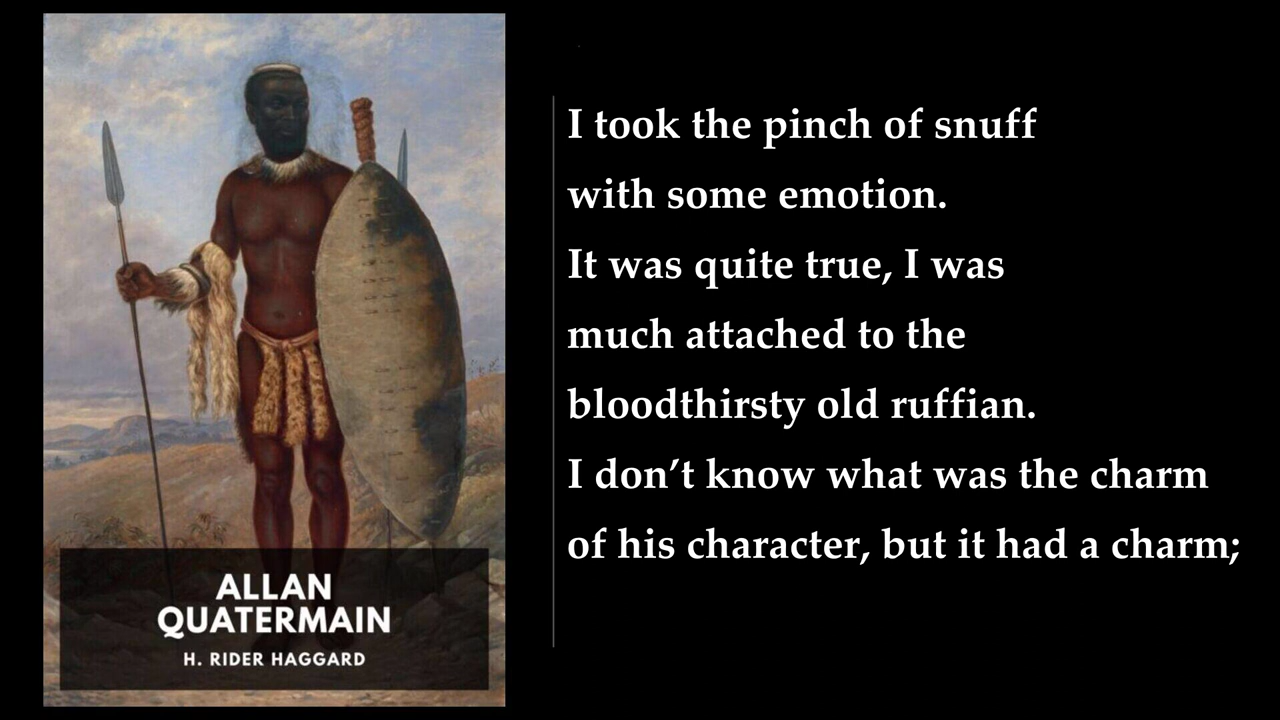 ALLAN
QUATERMAIN
H. RIDER HAGGARD
I took the pinch of snuff
with some emotion.
It was quite true, I was
much attached to the
bloodthirsty old ruffian.
I don’t know what was the charm
of his character, but it had a charm;